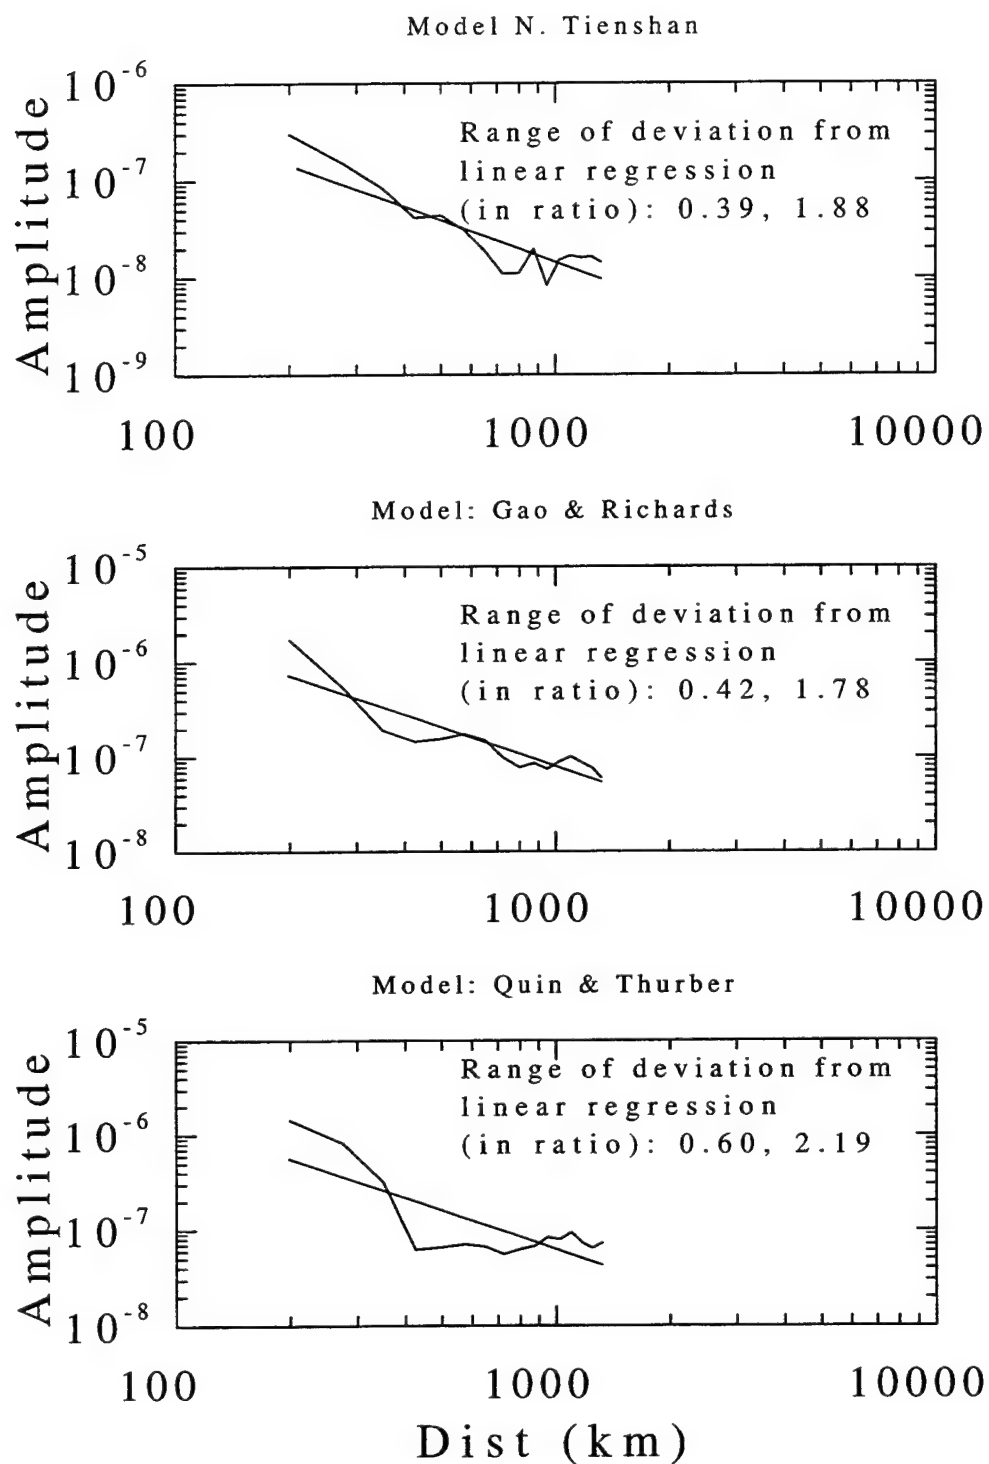 Model N. Tienshan
Amplitude
10^-6
10^-7
10^-8
10^-9
Range of deviation from
linear regression
(in ratio): 0.39, 1.88
100 1000 10000
Model: Gao & Richards
Amplitude
10^-5
10^-6
10^-7
10^-8
Range of deviation from
linear regression
(in ratio): 0.42, 1.78
100 1000 10000
Model: Quin & Thurber
Amplitude
10^-5
10^-6
10^-7
10^-8
Range of deviation from
linear regression
(in ratio): 0.60, 2.19
100 1000 10000
Dist (km)